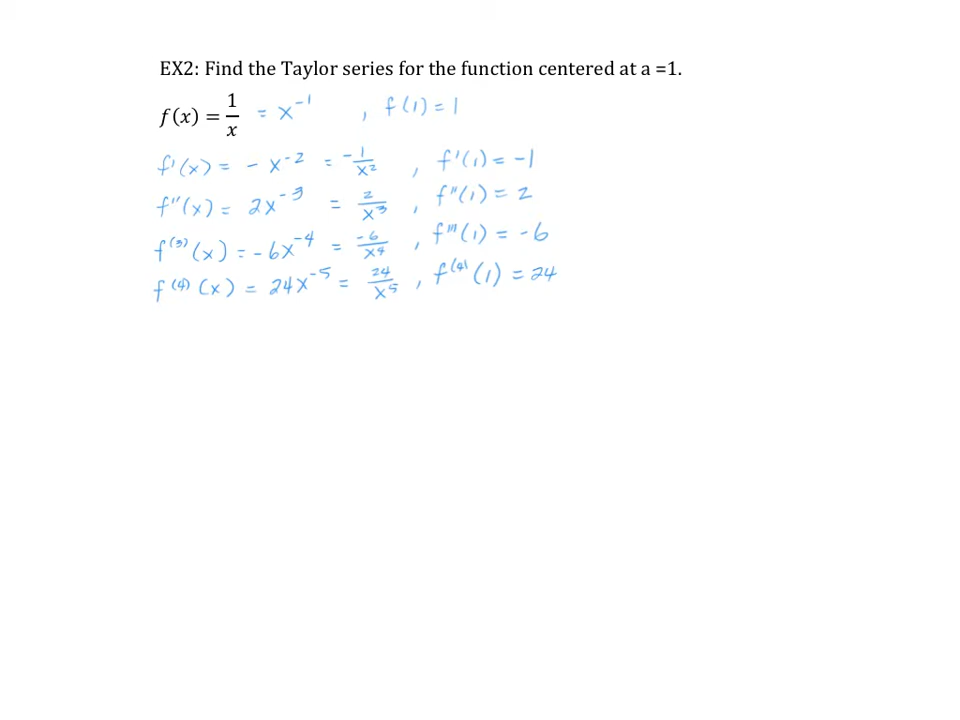 EX2: Find the Taylor series for the function centered at a =1.
f(x) = 1/x = x⁻¹ , f(1) = 1
f'(x) = - x⁻² = -1/x² , f'(1) = -1
f''(x) = 2x⁻³ = 2/x³ , f''(1) = 2
f⁽³⁾(x) = -6x⁻⁴ = -6/x⁴ , f'''(1) = -6
f⁽⁴⁾(x) = 24x⁻⁵ = 24/x⁵ , f⁽⁴⁾(1) = 24